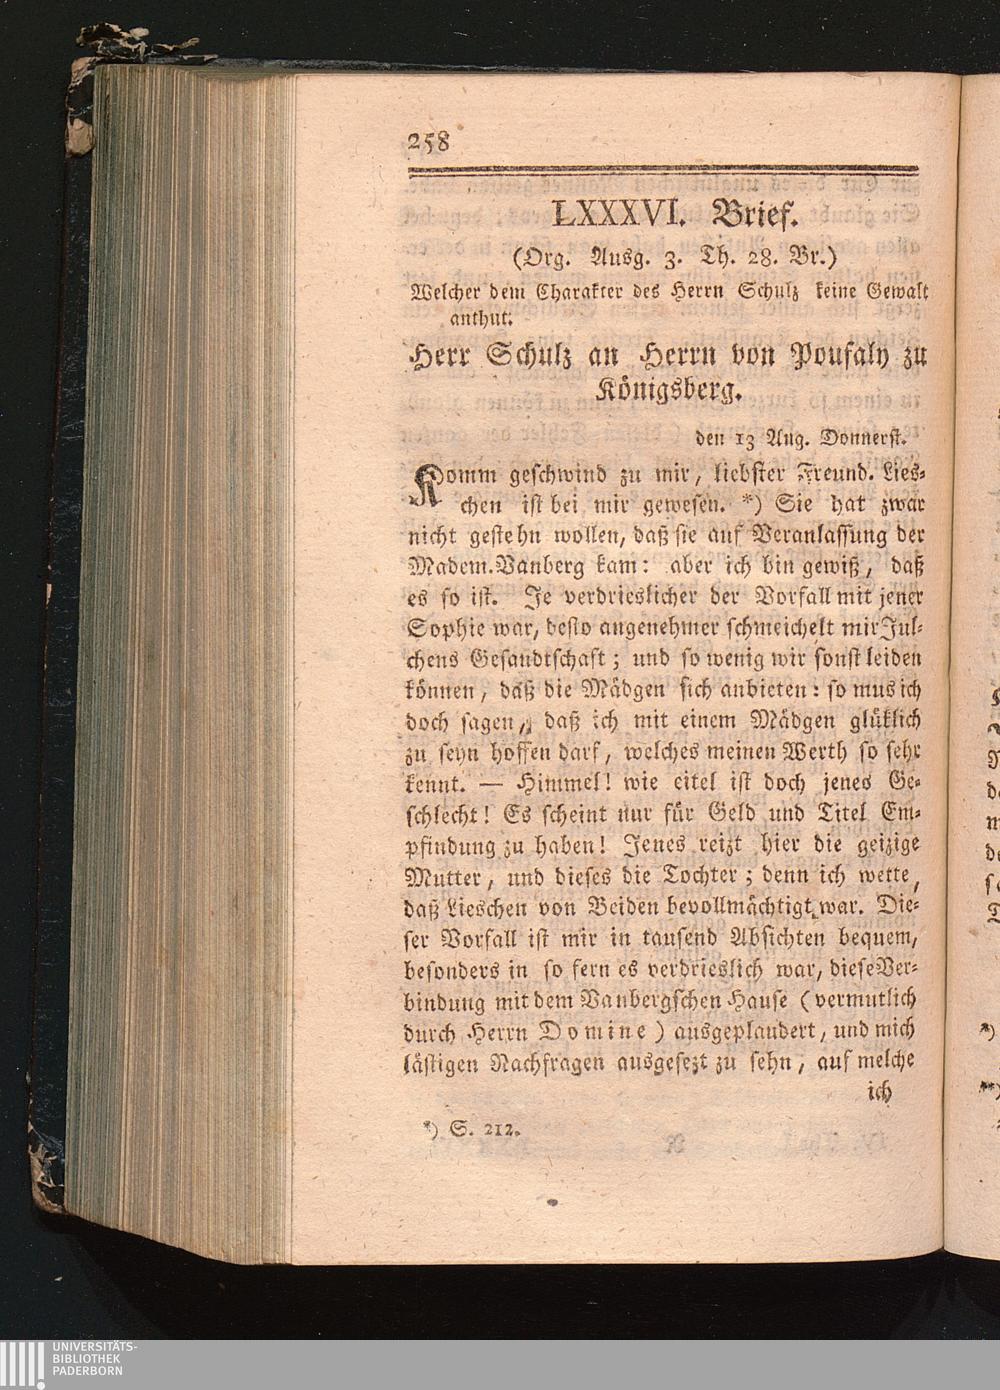 258
LXXXVI. Brief.
(Org. Ausg. 3. Th. 28. Br.)
Welcher dem Charakter des Herrn Schulz keine Gewalt
anthut.
Herr Schulz an Herrn von Poufaly zu
Königsberg.
den 13 Aug. Donnerst.
Komm geschwind zu mir, liebster Freund. Lies-
chen ist bei mir gewesen. *) Sie hat zwar
nicht gestehn wollen, daß sie auf Veranlassung der
Madem. Vanberg kam: aber ich bin gewiß, daß
es so ist. Je verdrieslicher der Vorfall mit jener
Sophie war, desto angenehmer schmeichelt mir Jul-
chens Gesandtschaft; und so wenig wir sonst leiden
können, daß die Mädgen sich anbieten: so mus ich
doch sagen, daß ich mit einem Mädgen glüklich
zu seyn hoffen darf, welches meinen Werth so sehr
kennt. — Himmel! wie eitel ist doch jenes Ge-
schlecht! Es scheint nur für Geld und Titel Em-
pfindung zu haben! Jenes reizt hier die geizige
Mutter, und dieses die Tochter; denn ich wette,
daß Lieschen von Beiden bevollmächtigt war. Die-
ser Vorfall ist mir in tausend Absichten bequem,
besonders in so fern es verdrieslich war, diese Ver-
bindung mit dem Vanbergschen Hause (vermutlich
durch Herrn Domine) ausgeplaudert, und mich
lästigen Nachfragen ausgesezt zu sehn, auf welche
ich
*) S. 212.
UNIVERSITÄTS-
BIBLIOTHEK
PADERBORN